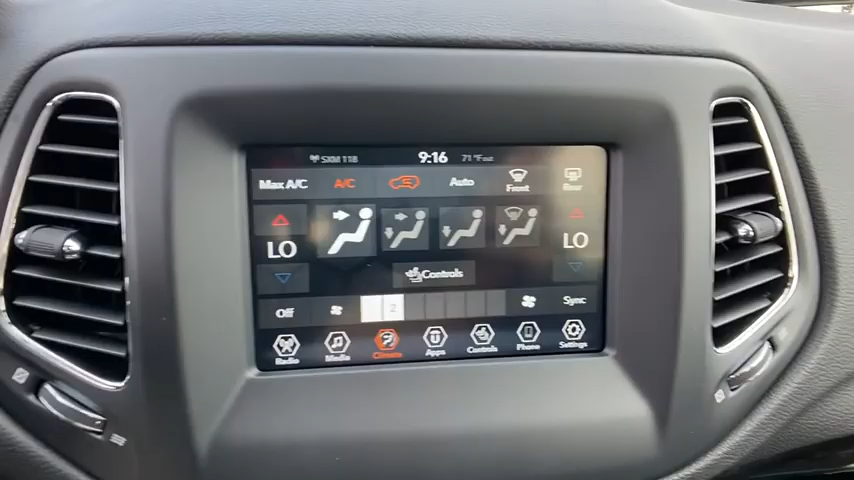 SXM 118 9:16 71°F out
Max A/C A/C Auto Front Rear
LO LO
Controls
Off 2 Sync
Radio Media Climate Apps Controls Phone Settings